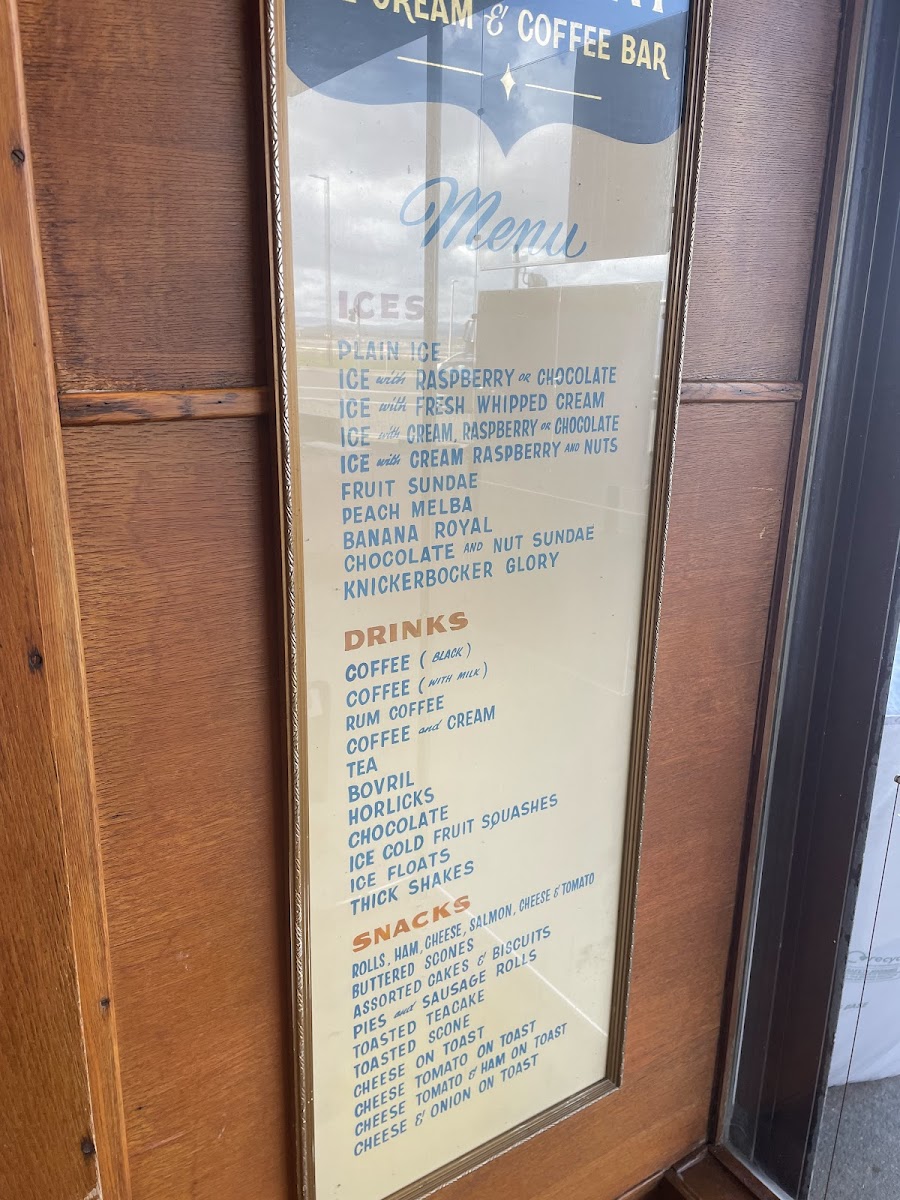 CREAM & COFFEE BAR
Menu
ICES
PLAIN ICE
ICE with RASPBERRY OR CHOCOLATE
ICE with FRESH WHIPPED CREAM
ICE with CREAM, RASPBERRY OR CHOCOLATE
ICE with CREAM RASPBERRY AND NUTS
FRUIT SUNDAE
PEACH MELBA
BANANA ROYAL
CHOCOLATE AND NUT SUNDAE
KNICKERBOCKER GLORY
DRINKS
COFFEE (BLACK)
COFFEE (WITH MILK)
RUM COFFEE
COFFEE and CREAM
TEA
BOVRIL
HORLICKS
CHOCOLATE
ICE COLD FRUIT SQUASHES
ICE FLOATS
THICK SHAKES
SNACKS
ROLLS, HAM, CHEESE, SALMON, CHEESE & TOMATO
BUTTERED SCONES
ASSORTED CAKES & BISCUITS
PIES and SAUSAGE ROLLS
TOASTED TEACAKE
TOASTED SCONE
CHEESE ON TOAST
CHEESE TOMATO ON TOAST
CHEESE TOMATO & HAM ON TOAST
CHEESE & ONION ON TOAST